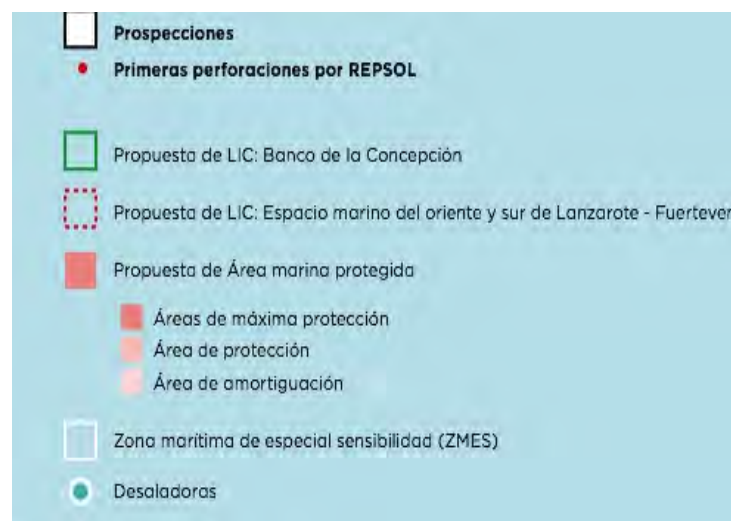 Prospecciones
Primeras perforaciones por REPSOL
Propuesta de LIC: Banco de la Concepción
Propuesta de LIC: Espacio marino del oriente y sur de Lanzarote - Fuertever
Propuesta de Área marina protegida
Áreas de máxima protección
Área de protección
Área de amortiguación
Zona marítima de especial sensibilidad (ZMES)
Desaladoras